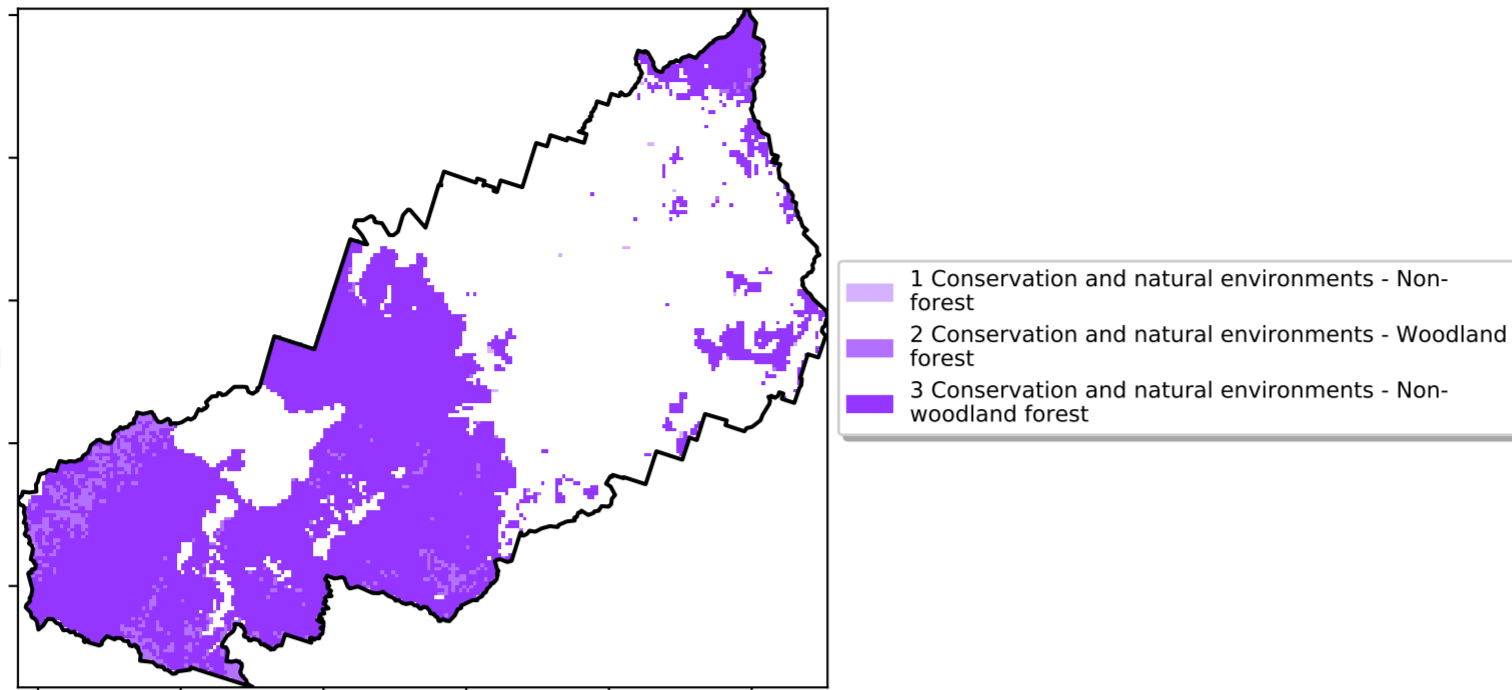 1 Conservation and natural environments - Non-
forest
2 Conservation and natural environments - Woodland
forest
3 Conservation and natural environments - Non-
woodland forest